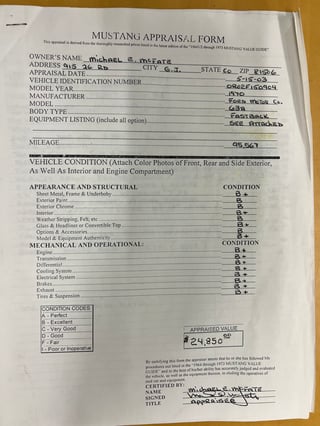 MUSTANG APPRAISAL FORM
This appraisal is derived from the thoroughly researched prices listed in the latest edition of the "1964-1/2 through 1973 MUSTANG VALUE GUIDE"
OWNER'S NAME Michael E. McFate
ADDRESS 915 26 RD CITY G.J. STATE CO ZIP 81506
APPRAISAL DATE 5-15-03
VEHICLE IDENTIFICATION NUMBER
MODEL YEAR 1970
MANUFACTURER Ford Motor Co.
MODEL 63B
BODY TYPE FASTBACK
EQUIPMENT LISTING (include all option) SEE ATTACHED
MILEAGE 95,567
VEHICLE CONDITION (Attach Color Photos of Front, Rear and Side Exterior,
As Well As Interior and Engine Compartment)
APPEARANCE AND STRUCTURAL CONDITION
Sheet Metal, Frame & Underbody B+
Exterior Paint B
Exterior Chrome B+
Interior B+
Weather Stripping, Felt, etc B+
Glass & Headliner or Convertible Top B+
Options & Accessories B+
Model & Equipment Authenticity B+
MECHANICAL AND OPERATIONAL: CONDITION
Engine B+
Transmission B+
Differential B+
Cooling System B+
Electrical System B+
Brakes B+
Exhaust B+
Tires & Suspension B+
CONDITION CODES
A - Perfect
B - Excellent
C - Very Good
D - Good
F - Fair
I - Poor or Inoperative
APPRAISED VALUE
$24,850 00
By certifying this form the appraiser attests that he or she has followed the
procedures set forth in the "1964-1/2 through 1973 MUSTANG VALUE
GUIDE" and to the best of his/her ability has accurately judged and evaluated
the vehicle, as well as the equipment thereon, in stating the operation of
said car and equipment.
CERTIFIED BY:
NAME Michael E. McFate
SIGNED
TITLE APPRAISER